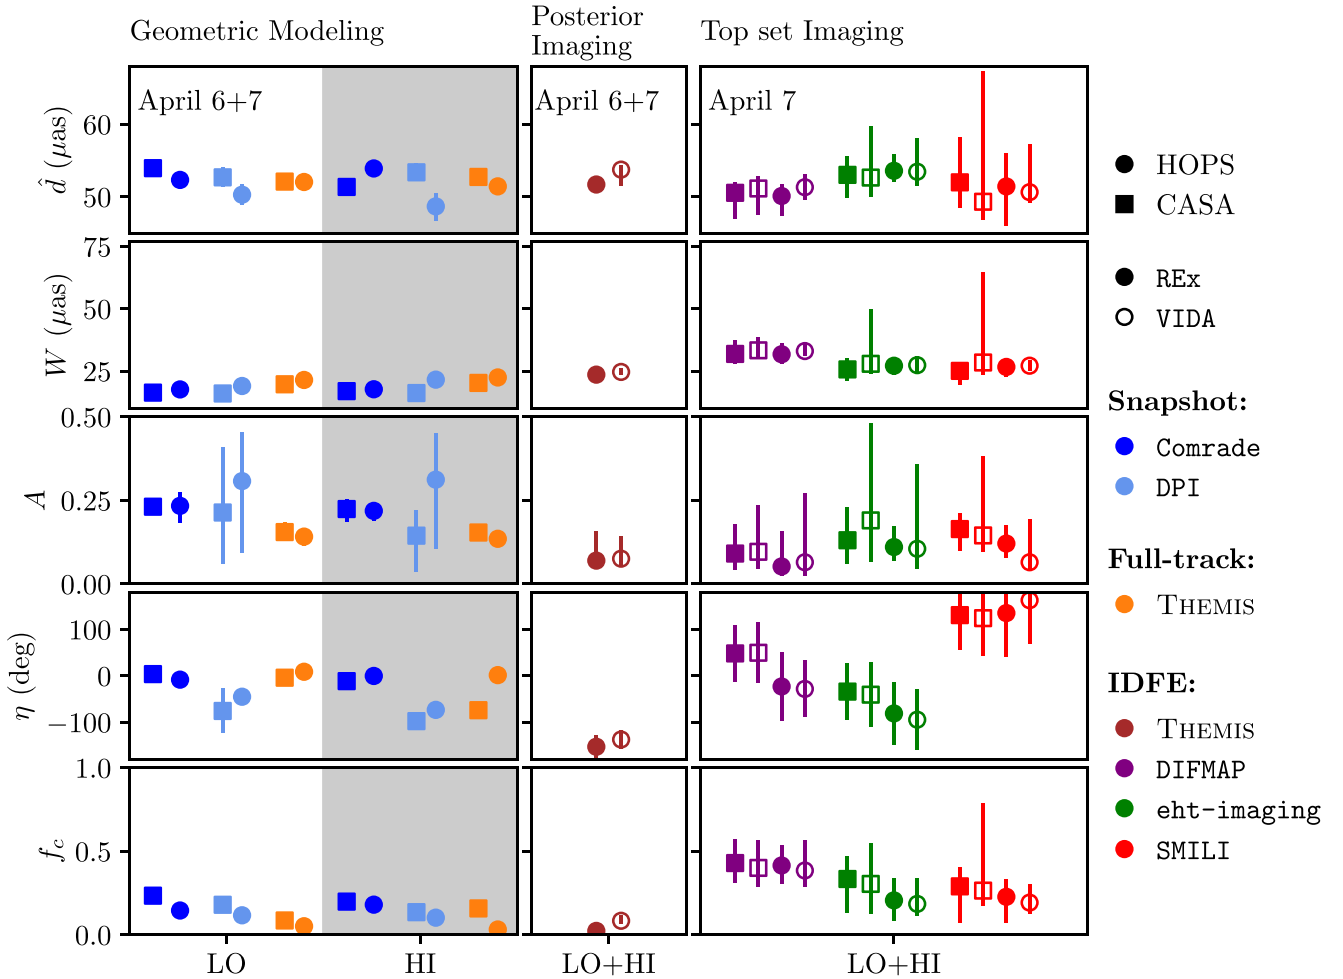 Geometric Modeling
Posterior
Imaging
Top set Imaging
April 6+7
April 6+7
April 7
d̂ (μas)
60
50
W (μas)
75
50
25
A
0.50
0.25
0.00
η (deg)
100
0
−100
f_c
1.0
0.5
0.0
LO
HI
LO+HI
LO+HI
HOPS
CASA
REx
VIDA
Snapshot:
Comrade
DPI
Full-track:
THEMIS
IDFE:
THEMIS
DIFMAP
eht-imaging
SMILI